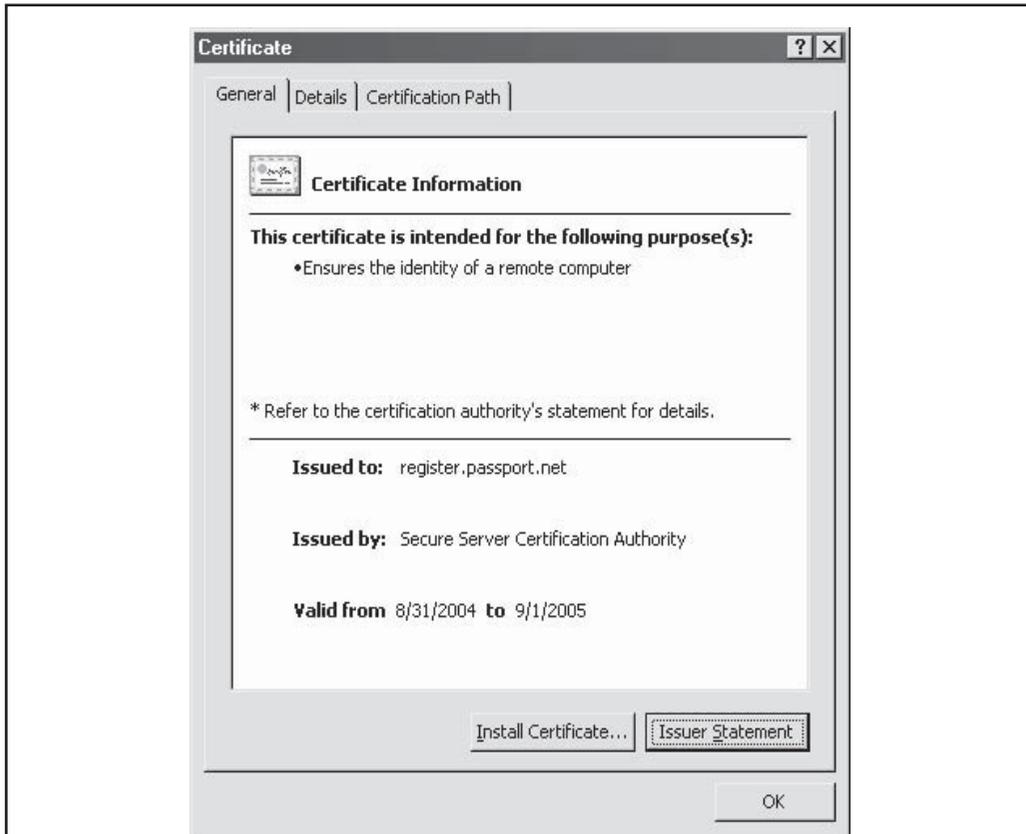 Certificate
General Details Certification Path
Certificate Information
This certificate is intended for the following purpose(s):
•Ensures the identity of a remote computer
* Refer to the certification authority's statement for details.
Issued to: register.passport.net
Issued by: Secure Server Certification Authority
Valid from 8/31/2004 to 9/1/2005
Install Certificate... Issuer Statement
OK